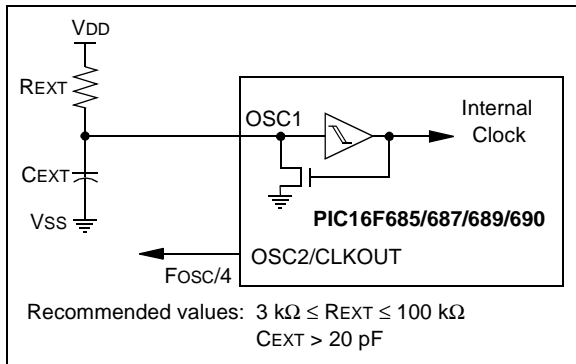 VDD
REXT
OSC1
Internal
Clock
CEXT
PIC16F685/687/689/690
VSS
OSC2/CLKOUT
FOSC/4
Recommended values: 3 kΩ ≤ REXT ≤ 100 kΩ
CEXT > 20 pF